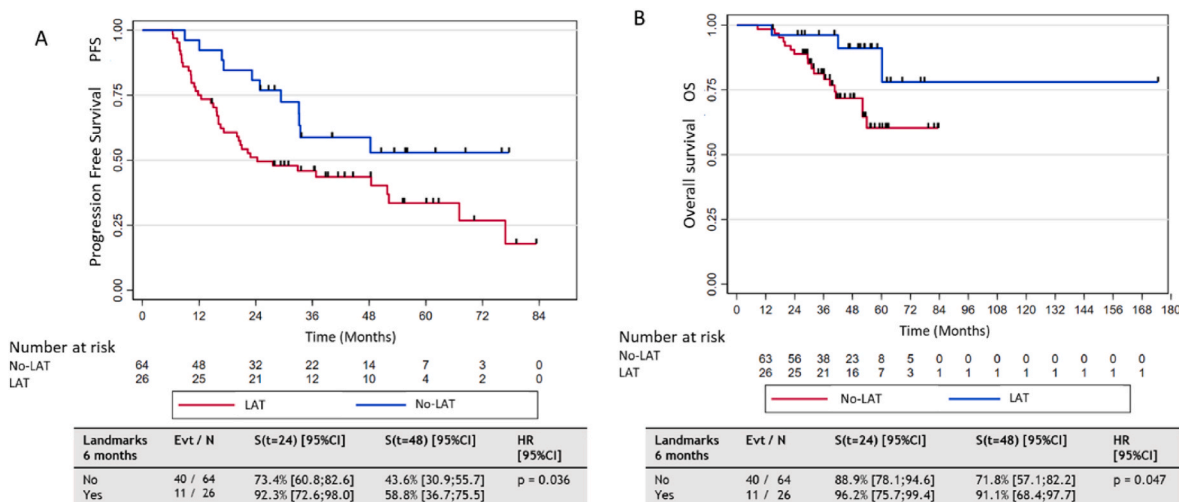 A
PFS
Progression Free Survival
1.00
0.75
0.50
0.25
0.00
0 12 24 36 48 60 72 84
Time (Months)
Number at risk
No-LAT 64 48 32 22 14 7 3 0
LAT 26 25 21 12 10 4 2 0
LAT No-LAT
Landmarks 6 months Evt / N S(t=24) [95%CI] S(t=48) [95%CI] HR [95%CI]
No 40 / 64 73.4% [60.8;82.6] 43.6% [30.9;55.7] p = 0.036
Yes 11 / 26 92.3% [72.6;98.0] 58.8% [36.7;75.5]
B
OS
Overall survival
1.00
0.75
0.50
0.25
0.00
0 12 24 36 48 60 72 84 96 108 120 132 144 156 168 180
Time (Months)
Number at risk
No-LAT 63 56 38 23 8 5 0 0 0 0 0 0 0 0
LAT 26 25 21 16 7 3 1 1 1 1 1 1 1 1
No-LAT LAT
Landmarks 6 months Evt / N S(t=24) [95%CI] S(t=48) [95%CI] HR [95%CI]
No 40 / 64 88.9% [78.1;94.6] 71.8% [57.1;82.2] p = 0.047
Yes 11 / 26 96.2% [75.7;99.4] 91.1% [68.4;97.7]